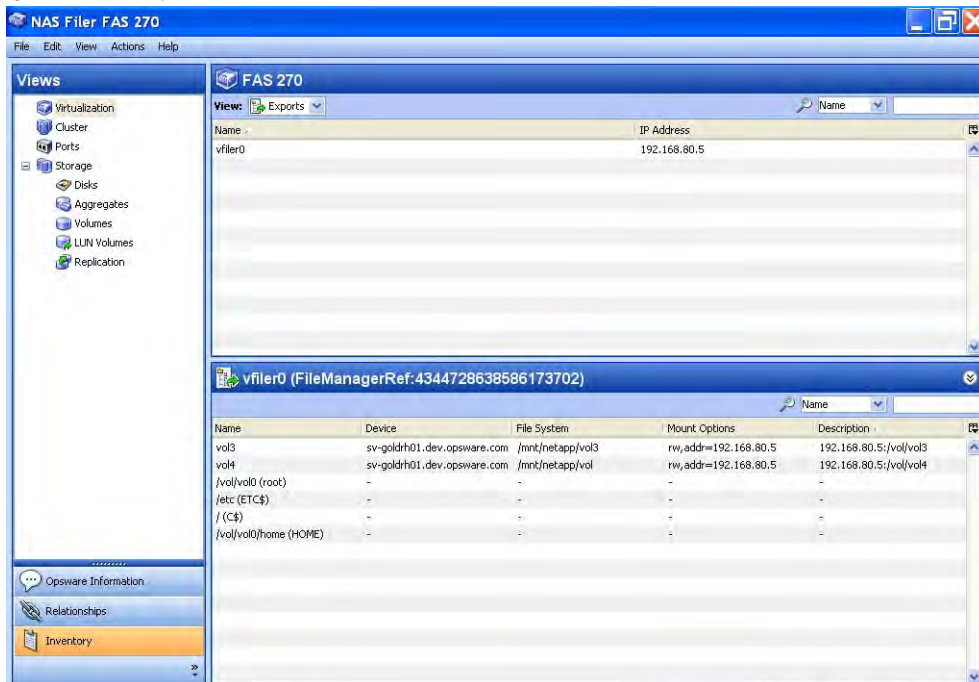 NAS Filer FAS 270
File Edit View Actions Help
Views
Virtualization
Cluster
Ports
Storage
Disks
Aggregates
Volumes
LUN Volumes
Replication
Opsware Information
Relationships
Inventory
FAS 270
View: Exports Name
Name IP Address
vfiler0 192.168.80.5
vfiler0 (FileManagerRef:4344728638586173702)
Name
Name Device File System Mount Options Description
vol3 sv-goldrh01.dev.opsware.com /mnt/netapp/vol3 rw,addr=192.168.80.5 192.168.80.5:/vol/vol3
vol4 sv-goldrh01.dev.opsware.com /mnt/netapp/vol rw,addr=192.168.80.5 192.168.80.5:/vol/vol4
/vol/vol0 (root) - - - -
/etc (ETC$) - - - -
/ (C$) - - - -
/vol/vol0/home (HOME) - - - -